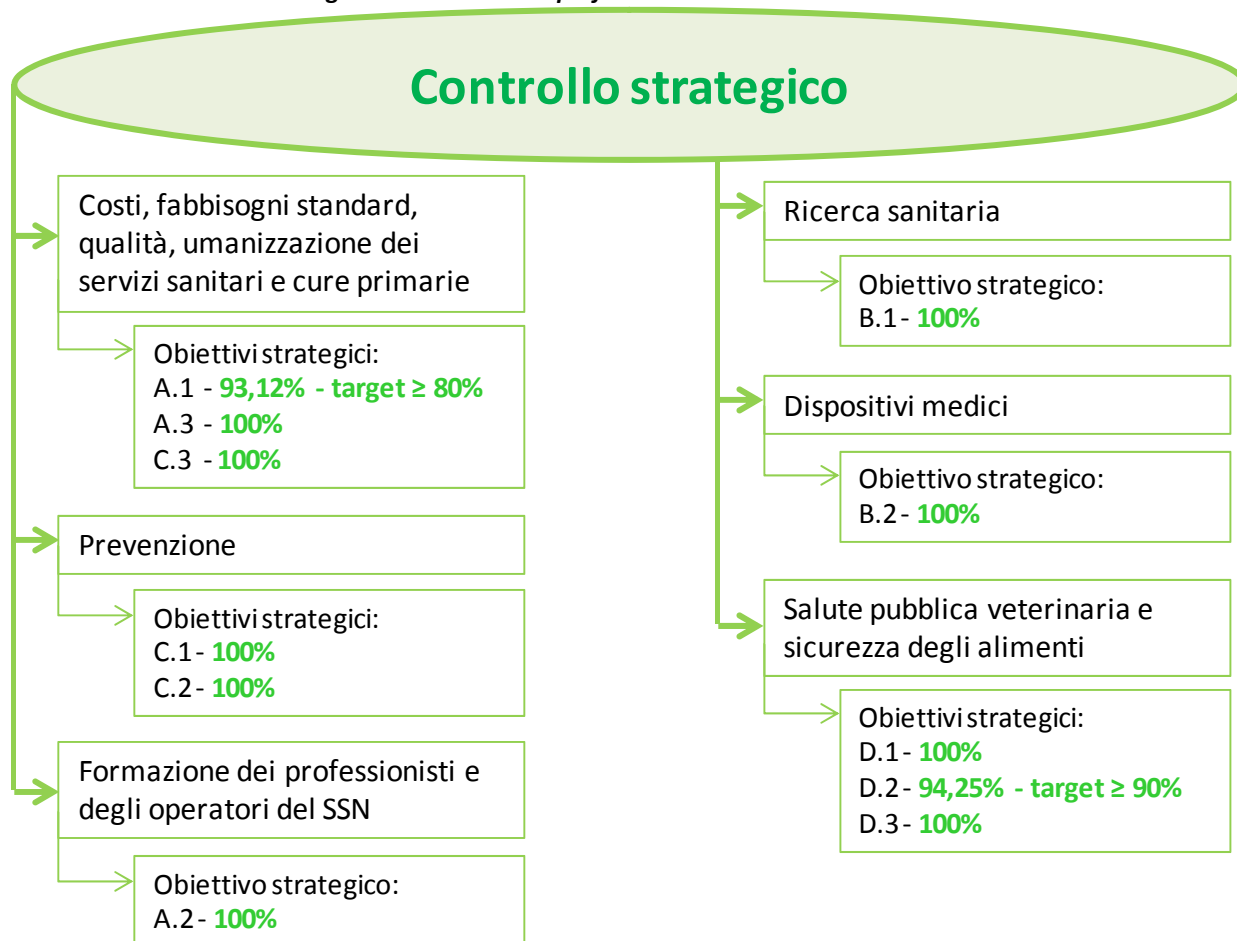 Controllo strategico
Costi, fabbisogni standard,
qualità, umanizzazione dei
servizi sanitari e cure primarie
Obiettivi strategici:
A.1 - 93,12% - target ≥ 80%
A.3 - 100%
C.3 - 100%
Prevenzione
Obiettivi strategici:
C.1 - 100%
C.2 - 100%
Formazione dei professionisti e
degli operatori del SSN
Obiettivo strategico:
A.2 - 100%
Ricerca sanitaria
Obiettivo strategico:
B.1 - 100%
Dispositivi medici
Obiettivo strategico:
B.2 - 100%
Salute pubblica veterinaria e
sicurezza degli alimenti
Obiettivi strategici:
D.1 - 100%
D.2 - 94,25% - target ≥ 90%
D.3 - 100%